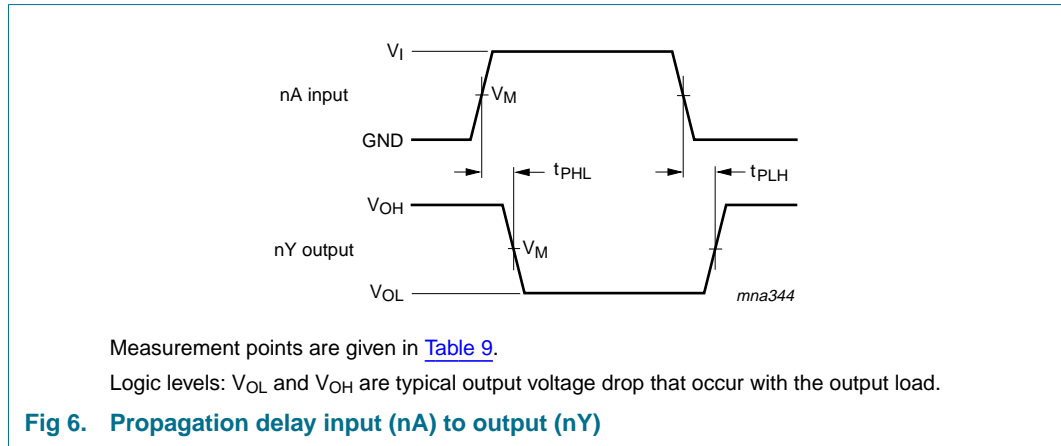 VI
nA input
VM
GND
tPHL
tPLH
VOH
nY output
VM
VOL
mna344
Measurement points are given in Table 9.
Logic levels: VOL and VOH are typical output voltage drop that occur with the output load.
Fig 6. Propagation delay input (nA) to output (nY)